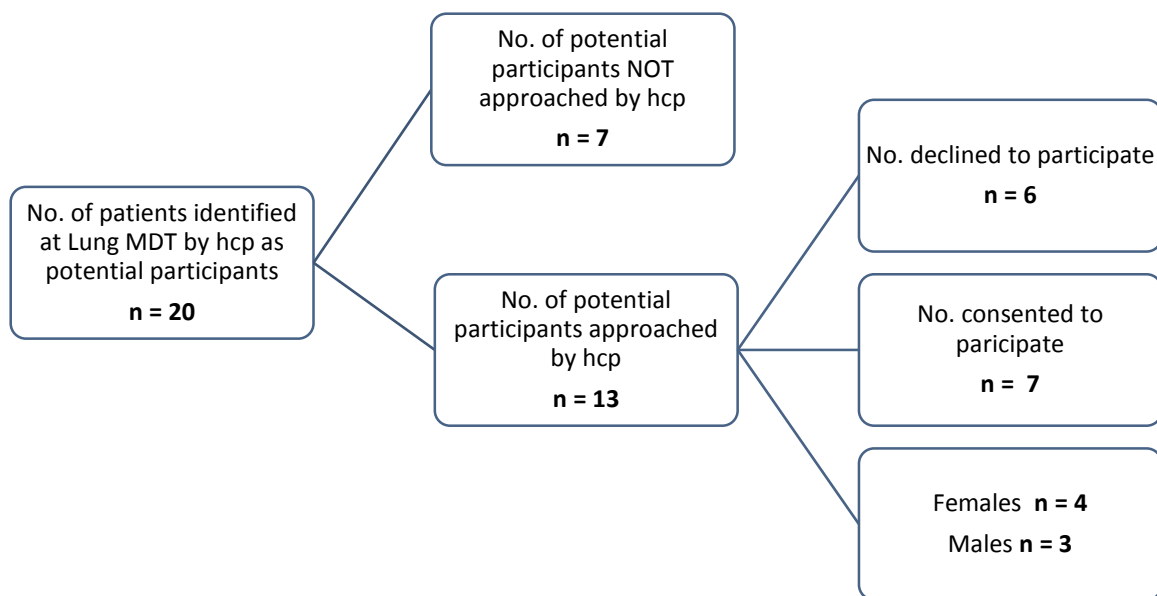 No. of patients identified
at Lung MDT by hcp as
potential participants
n = 20
No. of potential
participants NOT
approached by hcp
n = 7
No. of potential
participants approached
by hcp
n = 13
No. declined to participate
n = 6
No. consented to
paricipate
n = 7
Females n = 4
Males n = 3